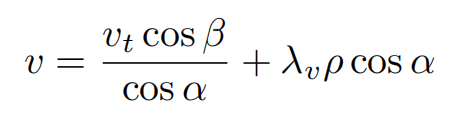 v = \frac{v_t \cos \beta}{\cos \alpha} + \lambda_v \rho \cos \alpha